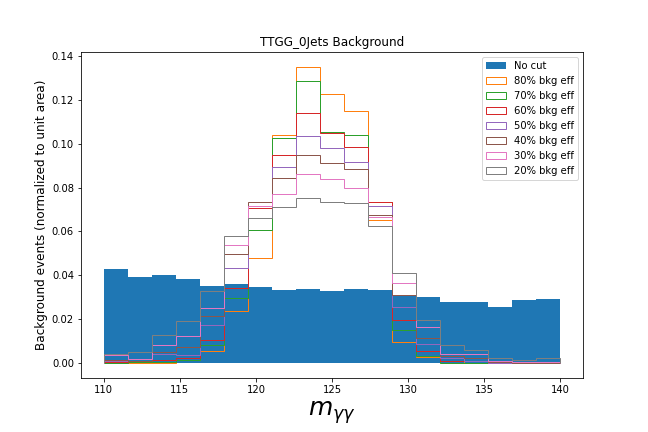 TTGG_0Jets Background
Background events (normalized to unit area)
0.14
0.12
0.10
0.08
0.06
0.04
0.02
0.00
No cut
80% bkg eff
70% bkg eff
60% bkg eff
50% bkg eff
40% bkg eff
30% bkg eff
20% bkg eff
110 115 120 125 130 135 140
mγγ